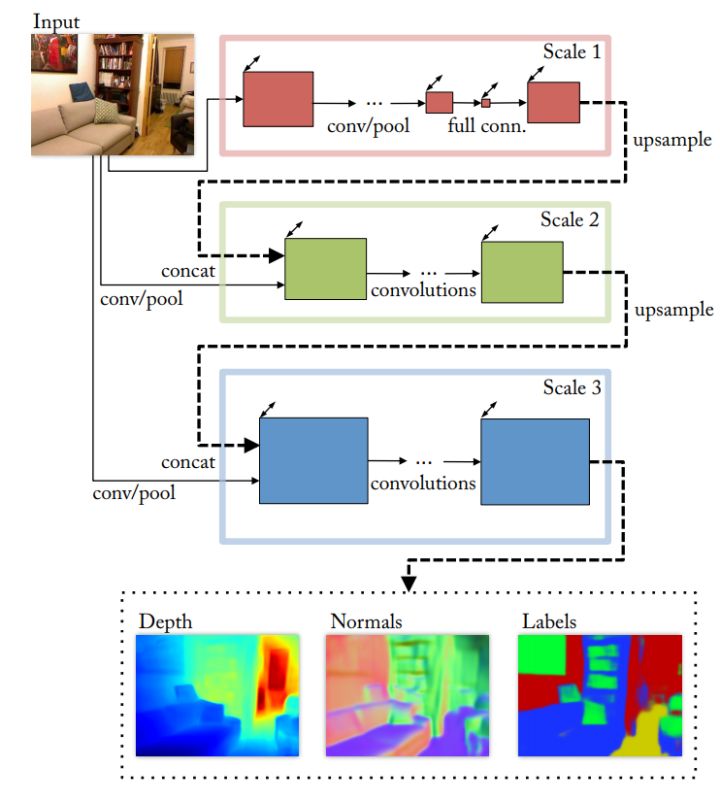 Input
Scale 1
conv/pool
full conn.
upsample
Scale 2
concat
conv/pool
convolutions
upsample
Scale 3
concat
conv/pool
convolutions
Depth
Normals
Labels